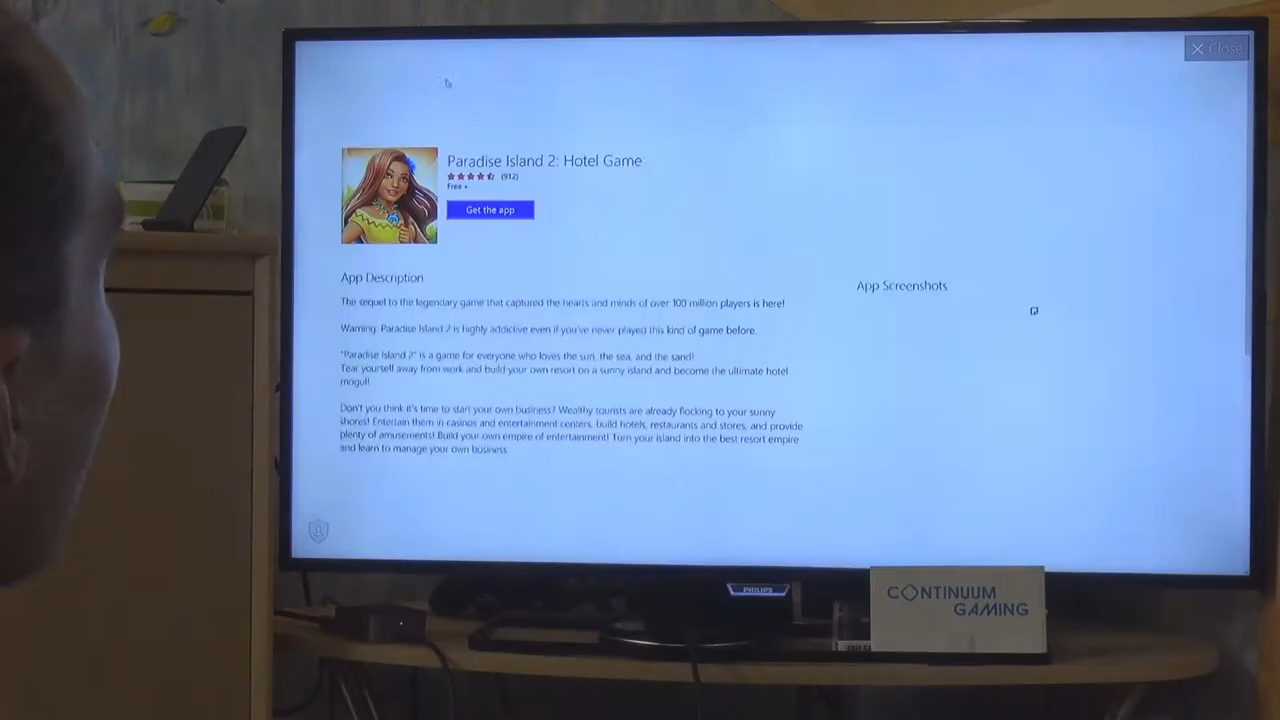 Close
Paradise Island 2: Hotel Game
(912)
Free +
Get the app
App Description
App Screenshots
The sequel to the legendary game that captured the hearts and minds of over 100 million players is here!
Warning: Paradise Island 2 is highly addictive even if you've never played this kind of game before.
"Paradise Island 2" is a game for everyone who loves the sun, the sea, and the sand!
Tear yourself away from work and build your own resort on a sunny island and become the ultimate hotel
mogul!
Don't you think it's time to start your own business? Wealthy tourists are already flocking to your sunny
shores! Entertain them in casinos and entertainment centers, build hotels, restaurants and stores, and provide
plenty of amusements! Build your own empire of entertainment! Turn your island into the best resort empire
and learn to manage your own business
PHILIPS
CONTINUUM
GAMING